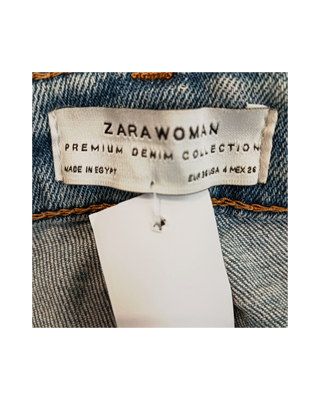 ZARAWOMAN
PREMIUM DENIM COLLECTION
MADE IN EGYPT EUR 36 USA 4 MEX 26